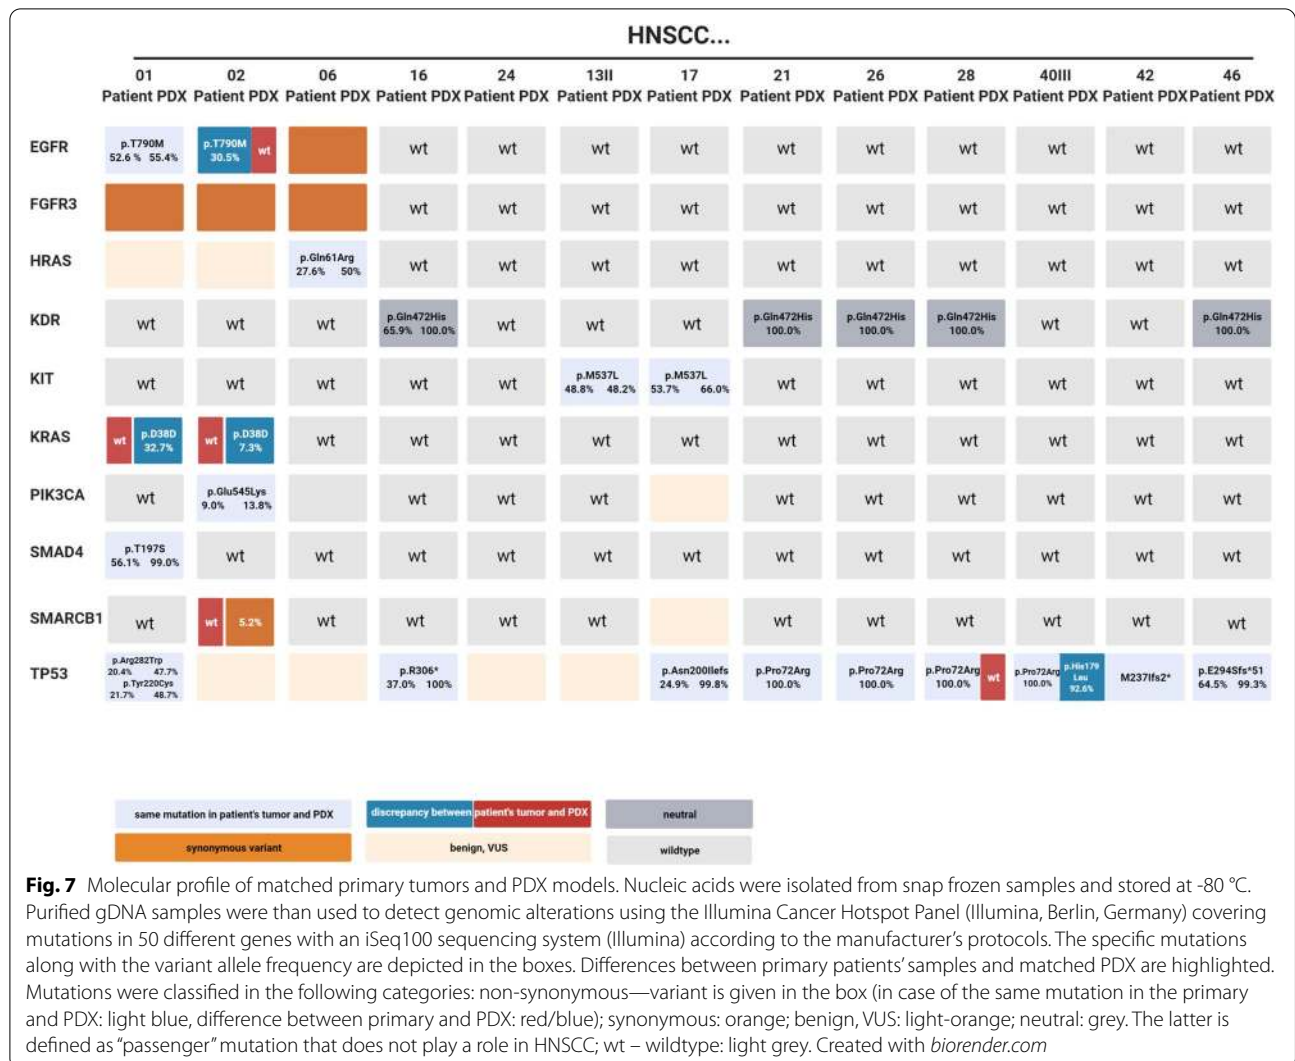 HNSCC...
01 02 06 16 24 13II 17 21 26 28 40III 42 46
Patient PDX Patient PDX Patient PDX Patient PDX Patient PDX Patient PDX Patient PDX Patient PDX Patient PDX Patient PDX Patient PDX Patient PDX Patient PDX
EGFR p.T790M 52.6 % 55.4% p.T790M 30.5% wt wt wt wt wt wt wt wt wt wt wt
FGFR3 wt wt wt wt wt wt wt wt wt wt
HRAS p.Gln61Arg 27.6% 50% wt wt wt wt wt wt wt wt wt wt
KDR wt wt wt p.Gln472His 65.9% 100.0% wt wt wt p.Gln472His 100.0% p.Gln472His 100.0% p.Gln472His 100.0% wt wt p.Gln472His 100.0%
KIT wt wt wt wt wt p.M537L 48.8% 48.2% p.M537L 53.7% 66.0% wt wt wt wt wt wt
KRAS wt p.D38D 32.7% wt p.D38D 7.3% wt wt wt wt wt wt wt wt wt wt wt
PIK3CA wt p.Glu545Lys 9.0% 13.8% wt wt wt wt wt wt wt wt wt
SMAD4 p.T197S 56.1% 99.0% wt wt wt wt wt wt wt wt wt wt wt wt
SMARCB1 wt wt 5.2% wt wt wt wt wt wt wt wt wt wt
TP53 p.Arg282Trp 20.4% 47.7% p.Tyr220Cys 21.7% 48.7% p.R306* 37.0% 100% p.Asn200Ilefs 24.9% 99.8% p.Pro72Arg 100.0% p.Pro72Arg 100.0% p.Pro72Arg 100.0% wt p.Pro72Arg 100.0% p.His179 Leu 92.6% M237Ifs2* p.E294Sfs*51 64.5% 99.3%
same mutation in patient's tumor and PDX discrepancy between patient's tumor and PDX neutral
synonymous variant benign, VUS wildtype
Fig. 7 Molecular profile of matched primary tumors and PDX models. Nucleic acids were isolated from snap frozen samples and stored at -80 °C.
Purified gDNA samples were than used to detect genomic alterations using the Illumina Cancer Hotspot Panel (Illumina, Berlin, Germany) covering
mutations in 50 different genes with an iSeq100 sequencing system (Illumina) according to the manufacturer's protocols. The specific mutations
along with the variant allele frequency are depicted in the boxes. Differences between primary patients' samples and matched PDX are highlighted.
Mutations were classified in the following categories: non-synonymous—variant is given in the box (in case of the same mutation in the primary
and PDX: light blue, difference between primary and PDX: red/blue); synonymous: orange; benign, VUS: light-orange; neutral: grey. The latter is
defined as "passenger" mutation that does not play a role in HNSCC; wt – wildtype: light grey. Created with biorender.com